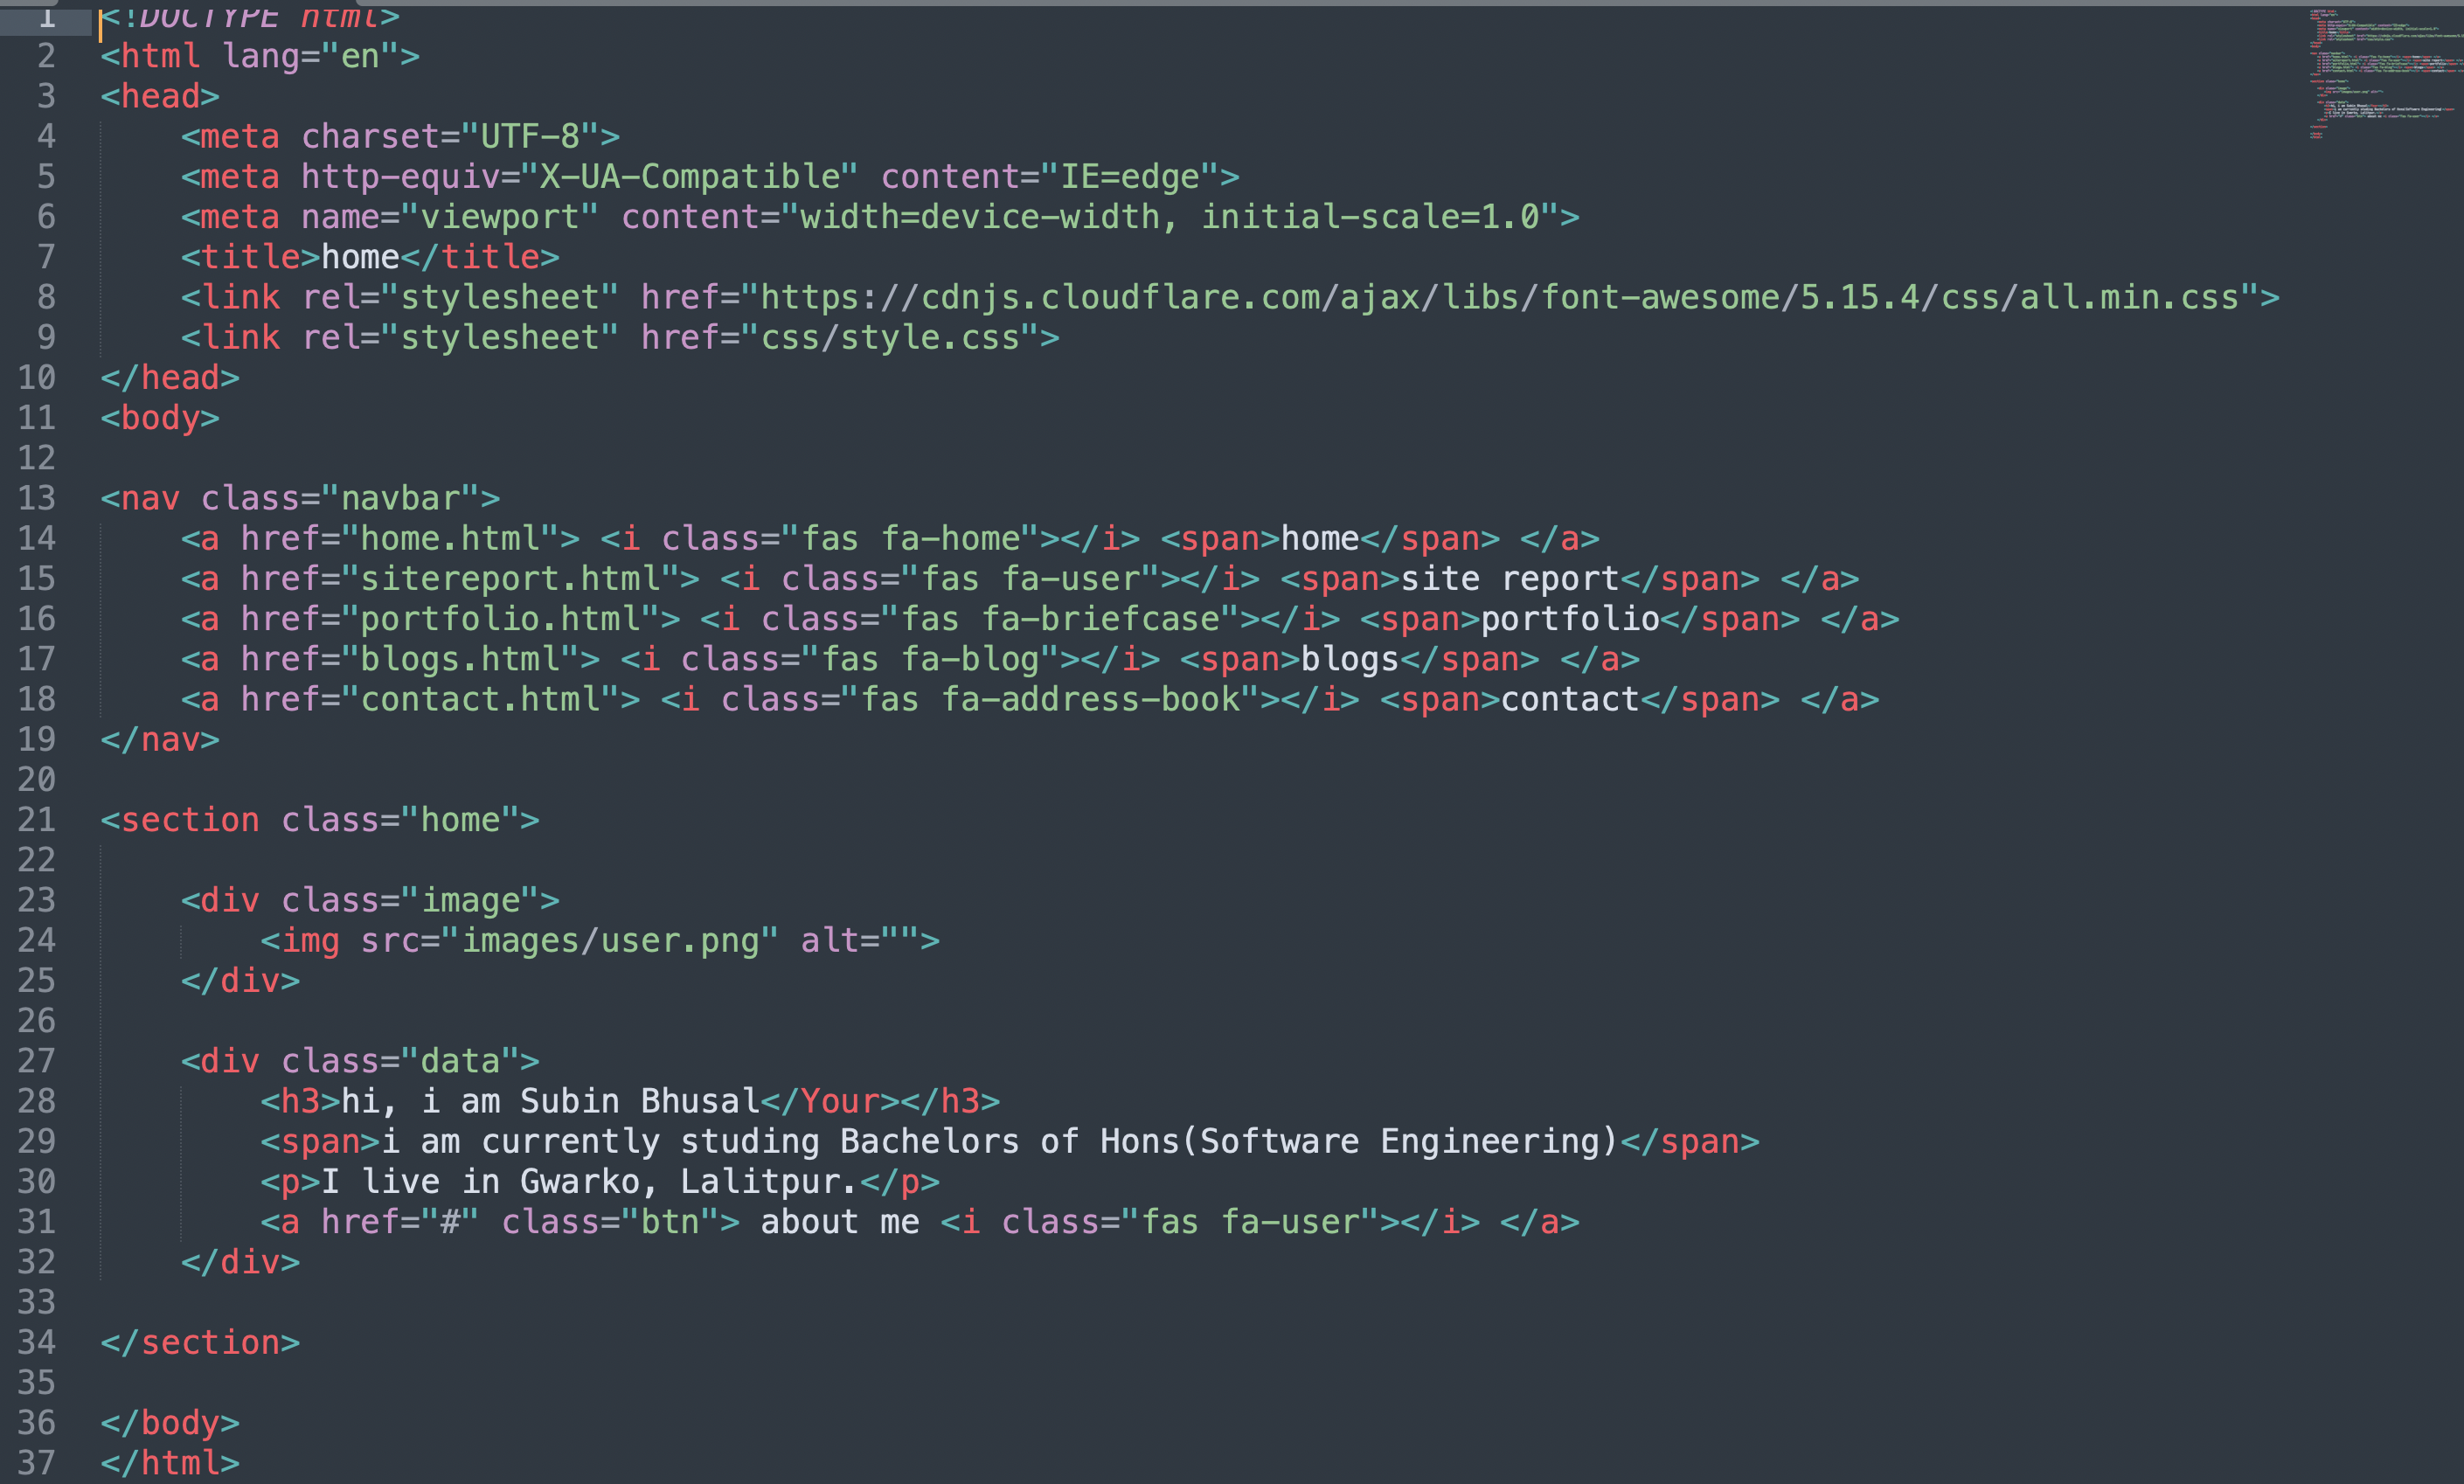 1 <!DOCTYPE html>
2 <html lang="en">
3 <head>
4     <meta charset="UTF-8">
5     <meta http-equiv="X-UA-Compatible" content="IE=edge">
6     <meta name="viewport" content="width=device-width, initial-scale=1.0">
7     <title>home</title>
8     <link rel="stylesheet" href="https://cdnjs.cloudflare.com/ajax/libs/font-awesome/5.15.4/css/all.min.css">
9     <link rel="stylesheet" href="css/style.css">
10 </head>
11 <body>
12
13 <nav class="navbar">
14     <a href="home.html"> <i class="fas fa-home"></i> <span>home</span> </a>
15     <a href="sitereport.html"> <i class="fas fa-user"></i> <span>site report</span> </a>
16     <a href="portfolio.html"> <i class="fas fa-briefcase"></i> <span>portfolio</span> </a>
17     <a href="blogs.html"> <i class="fas fa-blog"></i> <span>blogs</span> </a>
18     <a href="contact.html"> <i class="fas fa-address-book"></i> <span>contact</span> </a>
19 </nav>
20
21 <section class="home">
22
23     <div class="image">
24         <img src="images/user.png" alt="">
25     </div>
26
27     <div class="data">
28         <h3>hi, i am Subin Bhusal</Your></h3>
29         <span>i am currently studing Bachelors of Hons(Software Engineering)</span>
30         <p>I live in Gwarko, Lalitpur.</p>
31         <a href="#" class="btn"> about me <i class="fas fa-user"></i> </a>
32     </div>
33
34 </section>
35
36 </body>
37 </html>